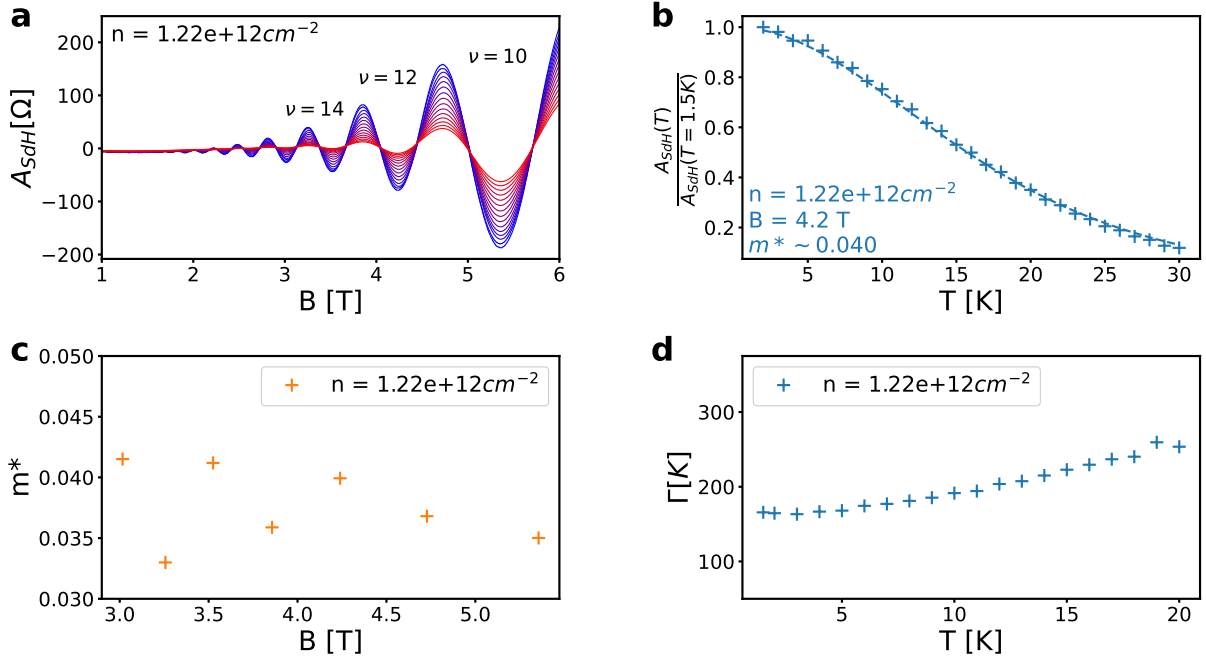 a
n = 1.22e+12cm⁻²
ν = 10
ν = 12
ν = 14
200
100
0
−100
−200
A_SdH[Ω]
1 2 3 4 5 6
B [T]
b
1.0
0.8
0.6
0.4
0.2
A_SdH(T)
A_SdH(T = 1.5K)
n = 1.22e+12cm⁻²
B = 4.2 T
m* ~ 0.040
5 10 15 20 25 30
T [K]
c
0.050
0.045
0.040
0.035
0.030
m*
n = 1.22e+12cm⁻²
3.0 3.5 4.0 4.5 5.0
B [T]
d
300
200
100
Γ[K]
n = 1.22e+12cm⁻²
5 10 15 20
T [K]